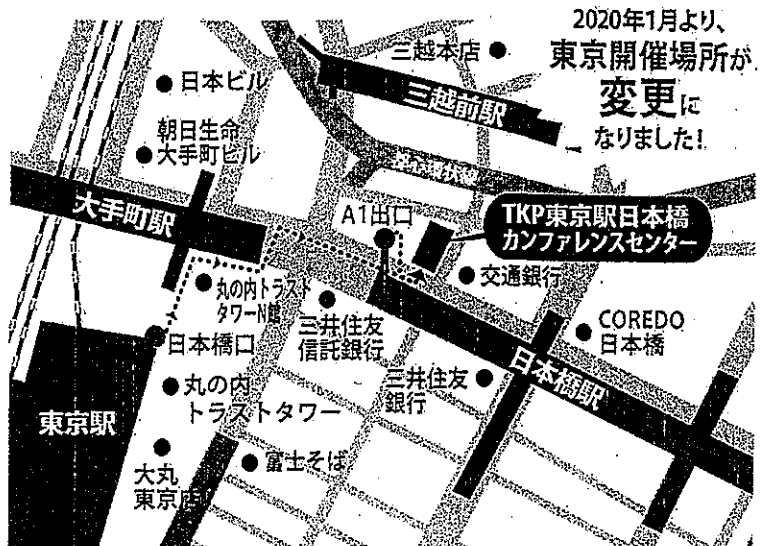 2020年1月より、
東京開催場所が
変更に
なりました!
三越本店
三越前駅
日本ビル
朝日生命
大手町ビル
大手町駅
A1出口
TKP東京駅日本橋
カンファレンスセンター
交通銀行
丸の内トラスト
タワーN館
三井住友
信託銀行
COREDO
日本橋
日本橋口
日本橋駅
三井住友
銀行
丸の内
トラストタワー
東京駅
富士そば
大丸
東京店